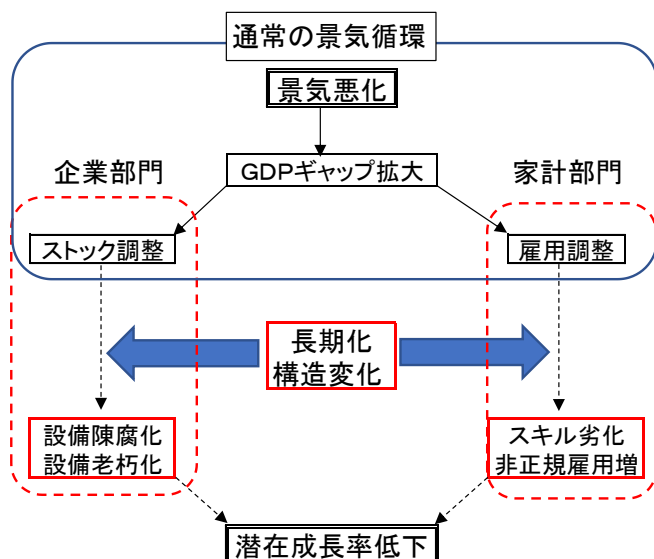 通常の景気循環
景気悪化
企業部門
GDPギャップ拡大
家計部門
ストック調整
雇用調整
長期化
構造変化
設備陳腐化
設備老朽化
スキル劣化
非正規雇用増
潜在成長率低下